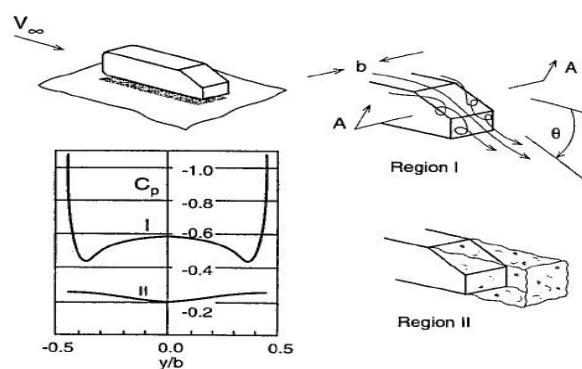 V∞
b
A
A
θ
Region I
Cp
-1.0
-0.8
I
-0.6
-0.4
II
-0.2
-0.5
0.0
0.5
y/b
Region II